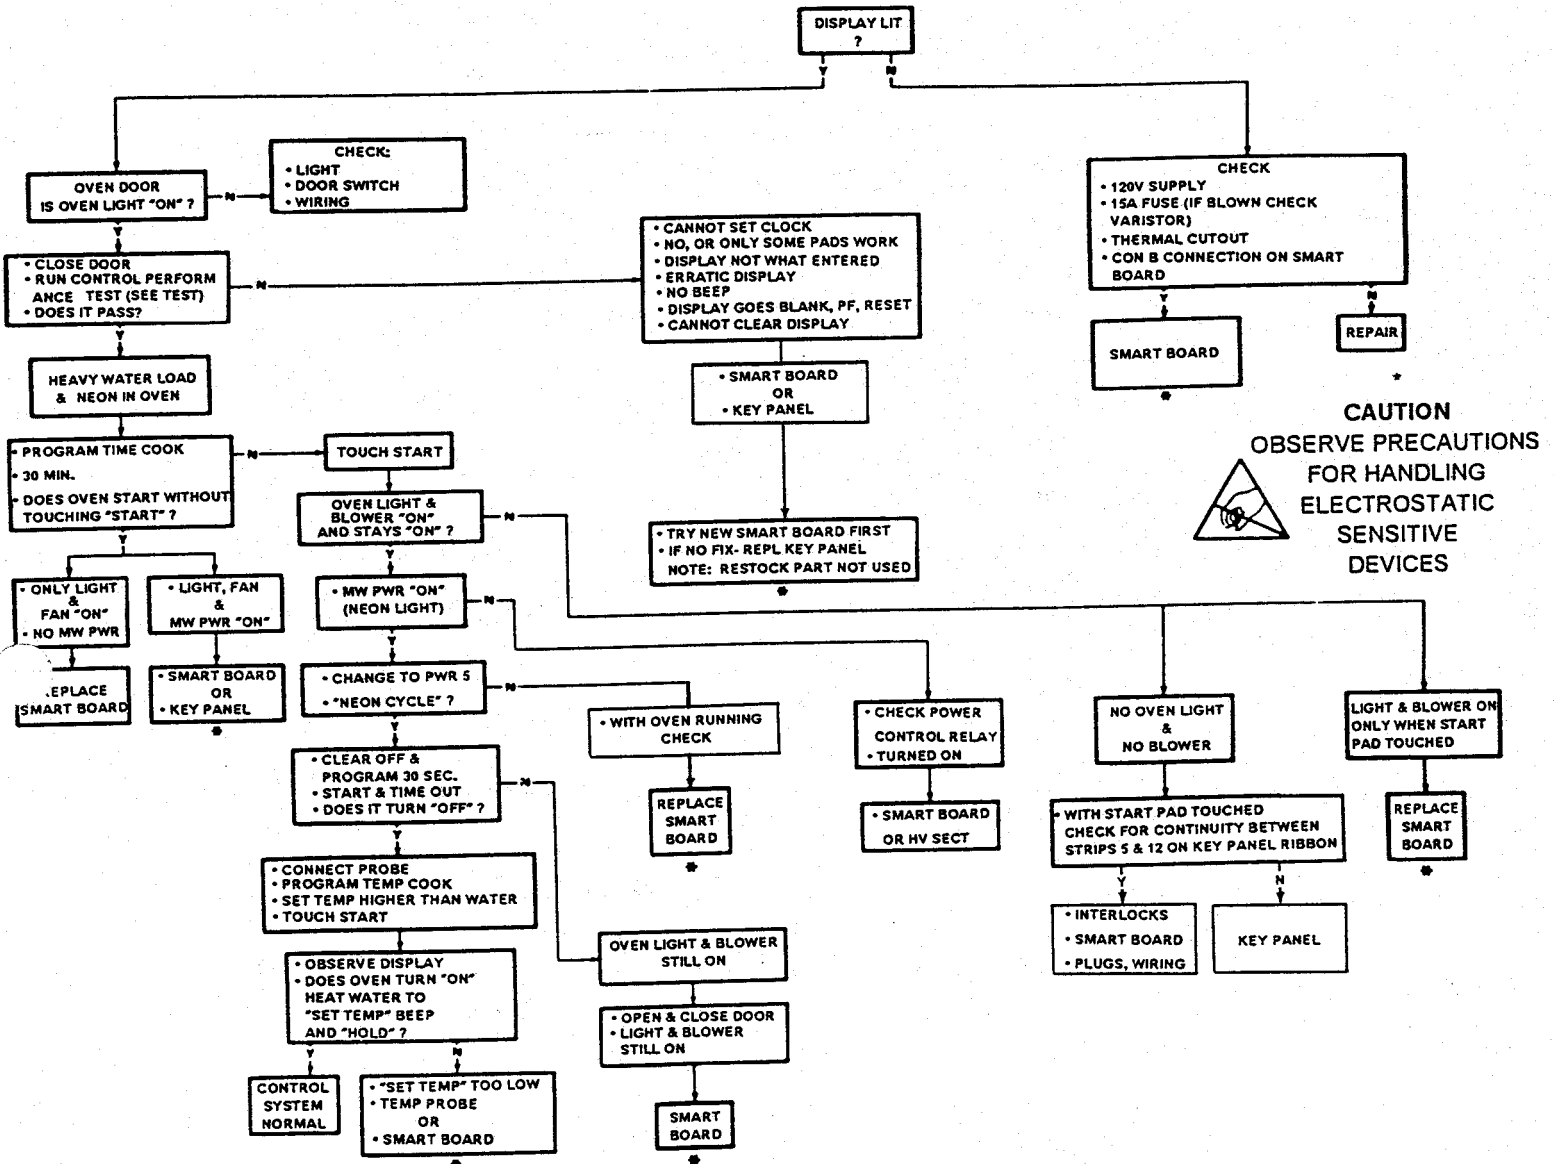 DISPLAY LIT
?
Y
N
OVEN DOOR
IS OVEN LIGHT "ON" ?
N
CHECK:
• LIGHT
• DOOR SWITCH
• WIRING
Y
• CLOSE DOOR
• RUN CONTROL PERFORM
ANCE TEST (SEE TEST)
• DOES IT PASS?
N
• CANNOT SET CLOCK
• NO, OR ONLY SOME PADS WORK
• DISPLAY NOT WHAT ENTERED
• ERRATIC DISPLAY
• NO BEEP
• DISPLAY GOES BLANK, PF, RESET
• CANNOT CLEAR DISPLAY
• SMART BOARD
OR
• KEY PANEL
• TRY NEW SMART BOARD FIRST
• IF NO FIX- REPL KEY PANEL
NOTE: RESTOCK PART NOT USED
*
CHECK
• 120V SUPPLY
• 15A FUSE (IF BLOWN CHECK
VARISTOR)
• THERMAL CUTOUT
• CON B CONNECTION ON SMART
BOARD
Y
N
SMART BOARD
*
REPAIR
*
CAUTION
OBSERVE PRECAUTIONS
FOR HANDLING
ELECTROSTATIC
SENSITIVE
DEVICES
Y
HEAVY WATER LOAD
& NEON IN OVEN
• PROGRAM TIME COOK
• 30 MIN.
• DOES OVEN START WITHOUT
TOUCHING "START" ?
N
TOUCH START
Y
• ONLY LIGHT
&
FAN "ON"
• NO MW PWR
• LIGHT, FAN
&
MW PWR "ON"
SMART BOARD
• SMART BOARD
OR
• KEY PANEL
*
OVEN LIGHT &
BLOWER "ON"
AND STAYS "ON" ?
N
Y
• MW PWR "ON"
(NEON LIGHT)
N
Y
• CHANGE TO PWR 5
• "NEON CYCLE" ?
N
• WITH OVEN RUNNING
CHECK
REPLACE
SMART
BOARD
*
• CHECK POWER
CONTROL RELAY
• TURNED ON
• SMART BOARD
OR HV SECT
NO OVEN LIGHT
&
NO BLOWER
LIGHT & BLOWER ON
ONLY WHEN START
PAD TOUCHED
• WITH START PAD TOUCHED
CHECK FOR CONTINUITY BETWEEN
STRIPS 5 & 12 ON KEY PANEL RIBBON
Y
N
• INTERLOCKS
• SMART BOARD
• PLUGS, WIRING
KEY PANEL
REPLACE
SMART
BOARD
*
Y
• CLEAR OFF &
PROGRAM 30 SEC.
• START & TIME OUT
• DOES IT TURN "OFF" ?
N
Y
• CONNECT PROBE
• PROGRAM TEMP COOK
• SET TEMP HIGHER THAN WATER
• TOUCH START
• OBSERVE DISPLAY
• DOES OVEN TURN "ON"
HEAT WATER TO
"SET TEMP" BEEP
AND "HOLD" ?
Y
N
CONTROL
SYSTEM
NORMAL
• "SET TEMP" TOO LOW
• TEMP PROBE
OR
• SMART BOARD
*
OVEN LIGHT & BLOWER
STILL ON
• OPEN & CLOSE DOOR
• LIGHT & BLOWER
STILL ON
SMART
BOARD
*